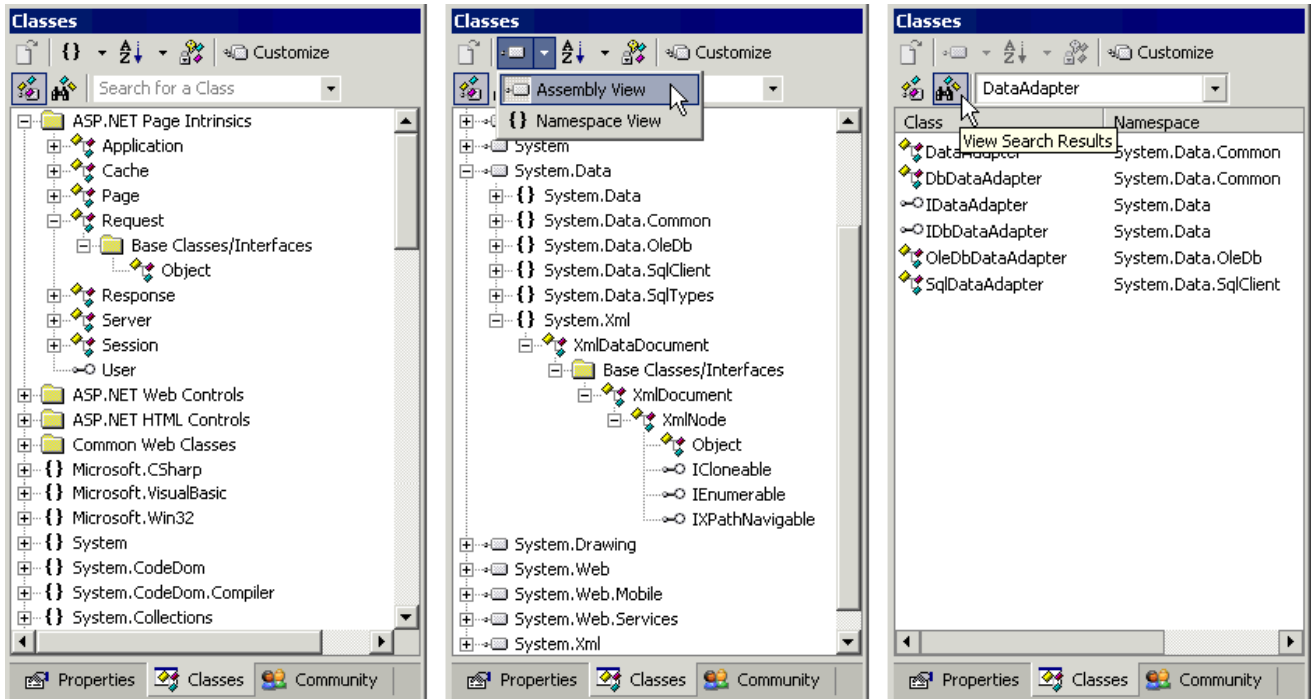 Classes
{} A Z Customize
Search for a Class
ASP.NET Page Intrinsics
Application
Cache
Page
Request
Base Classes/Interfaces
Object
Response
Server
Session
User
ASP.NET Web Controls
ASP.NET HTML Controls
Common Web Classes
{} Microsoft.CSharp
{} Microsoft.VisualBasic
{} Microsoft.Win32
{} System
{} System.CodeDom
{} System.CodeDom.Compiler
{} System.Collections
Properties Classes Community
Classes
A Z Customize
Assembly View
{} Namespace View
System
System.Data
{} System.Data
{} System.Data.Common
{} System.Data.OleDb
{} System.Data.SqlClient
{} System.Data.SqlTypes
{} System.Xml
XmlDataDocument
Base Classes/Interfaces
XmlDocument
XmlNode
Object
ICloneable
IEnumerable
IXPathNavigable
System.Drawing
System.Web
System.Web.Mobile
System.Web.Services
System.Xml
Properties Classes Community
Classes
A Z Customize
DataAdapter
Class Namespace
View Search Results
DataAdapter System.Data.Common
DbDataAdapter System.Data.Common
IDataAdapter System.Data
IDbDataAdapter System.Data
OleDbDataAdapter System.Data.OleDb
SqlDataAdapter System.Data.SqlClient
Properties Classes Community